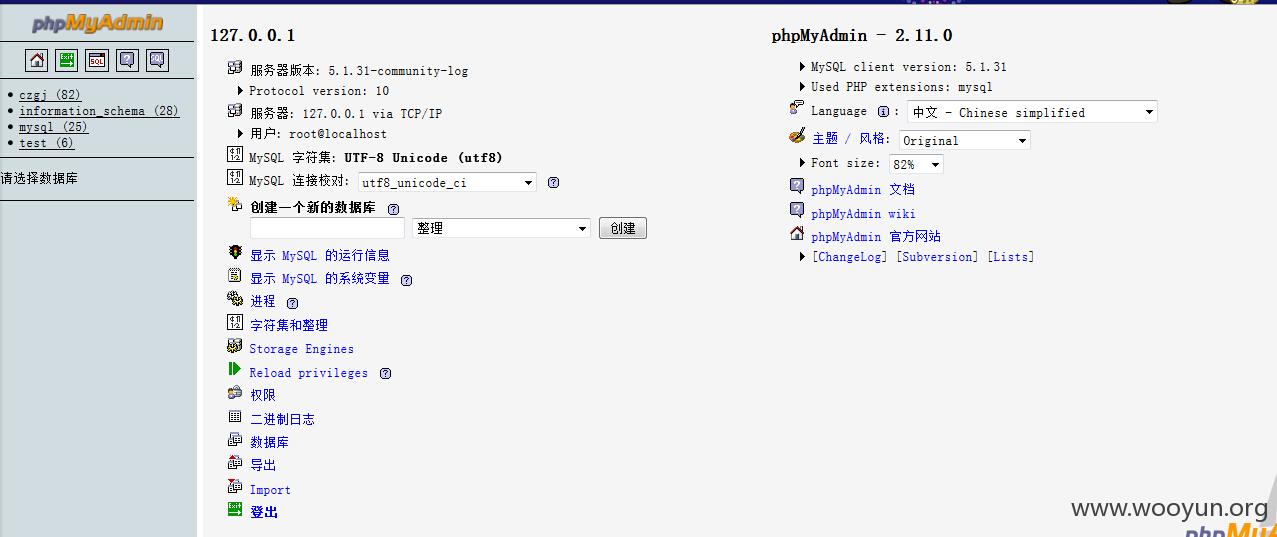 phpMyAdmin
SQL
SQL
czgj (82)
information_schema (28)
mysql (25)
test (6)
请选择数据库
127.0.0.1
服务器版本: 5.1.31-community-log
Protocol version: 10
服务器: 127.0.0.1 via TCP/IP
用户: root@localhost
MySQL 字符集: UTF-8 Unicode (utf8)
MySQL 连接校对: utf8_unicode_ci
创建一个新的数据库
整理 创建
显示 MySQL 的运行信息
显示 MySQL 的系统变量
进程
字符集和整理
Storage Engines
Reload privileges
权限
二进制日志
数据库
导出
Import
登出
phpMyAdmin - 2.11.0
MySQL client version: 5.1.31
Used PHP extensions: mysql
Language : 中文 - Chinese simplified
主题 / 风格: Original
Font size: 82%
phpMyAdmin 文档
phpMyAdmin wiki
phpMyAdmin 官方网站
[ChangeLog] [Subversion] [Lists]
www.wooyun.org